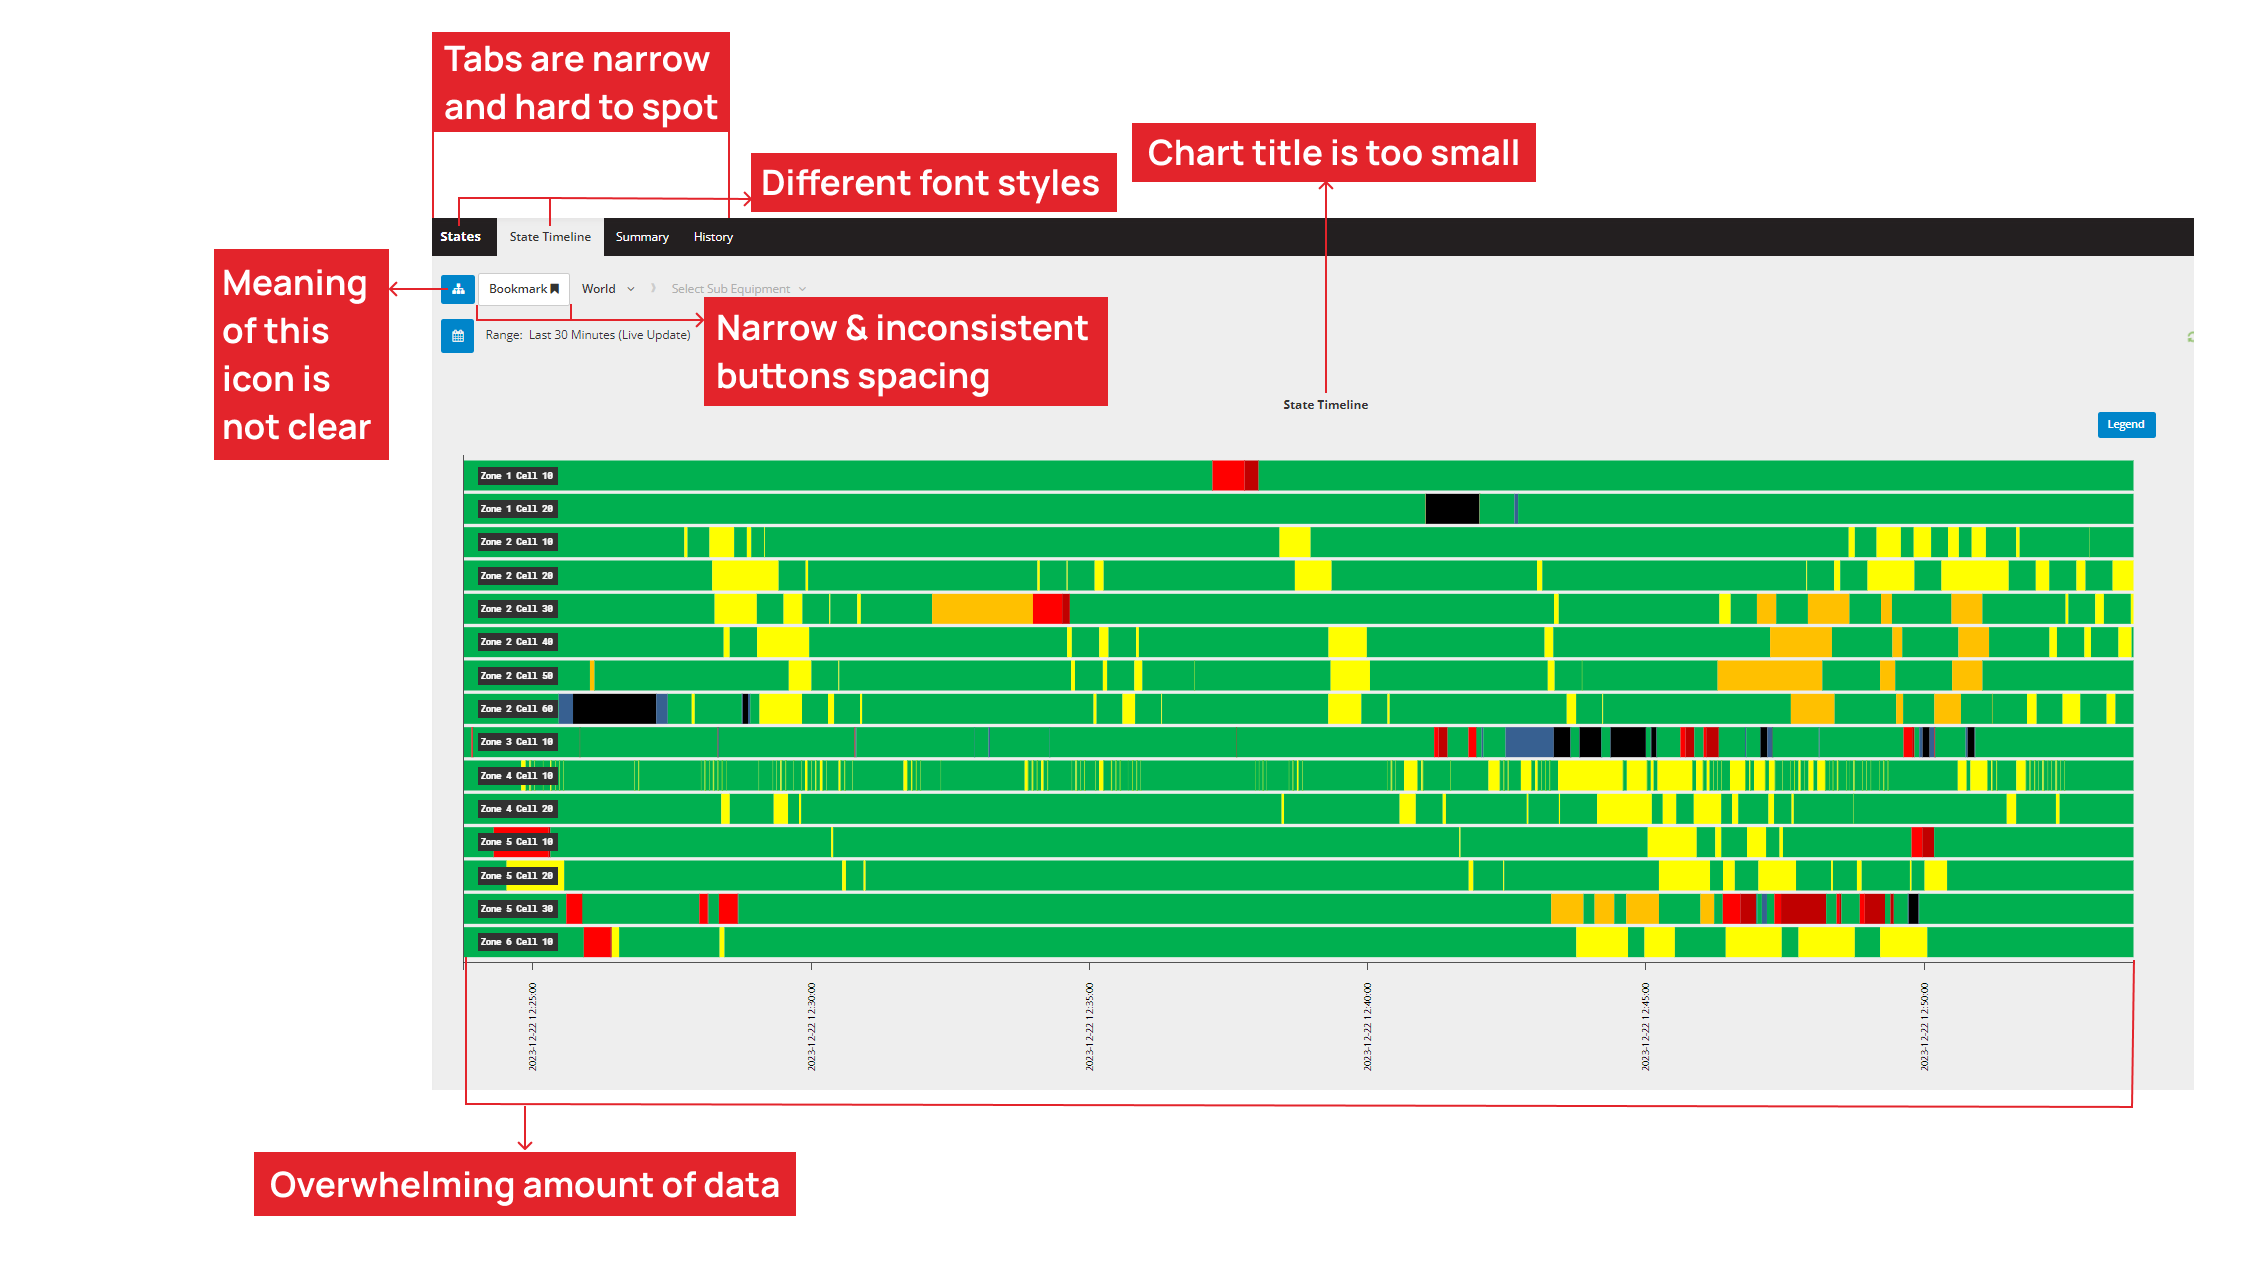 Tabs are narrow
and hard to spot
Different font styles
Chart title is too small
States State Timeline Summary History
Meaning
of this
icon is
not clear
Bookmark World Select Sub Equipment
Range: Last 30 Minutes (Live Update)
Narrow & inconsistent
buttons spacing
State Timeline
Legend
Zone 1 Cell 10
Zone 1 Cell 20
Zone 2 Cell 10
Zone 2 Cell 20
Zone 2 Cell 30
Zone 2 Cell 40
Zone 2 Cell 50
Zone 2 Cell 60
Zone 3 Cell 10
Zone 4 Cell 10
Zone 4 Cell 20
Zone 5 Cell 10
Zone 5 Cell 20
Zone 5 Cell 30
Zone 6 Cell 10
2023-12-22 12:25:00
2023-12-22 12:30:00
2023-12-22 12:35:00
2023-12-22 12:40:00
2023-12-22 12:45:00
2023-12-22 12:50:00
Overwhelming amount of data